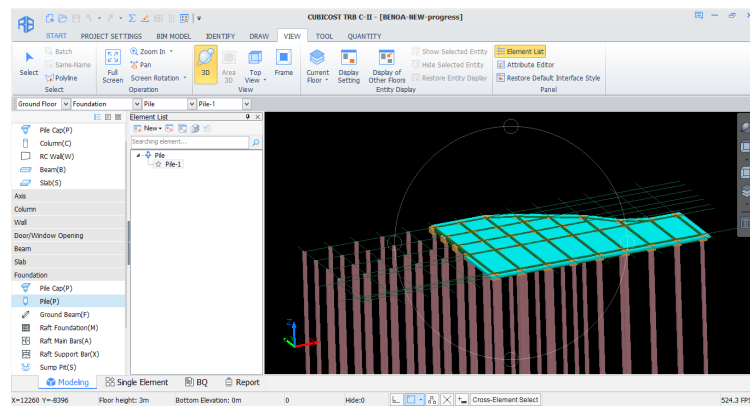 CUBICOST TRB C-II - [BENOA-NEW-progress]
START PROJECT SETTINGS BIM MODEL IDENTIFY DRAW VIEW TOOL QUANTITY
Select
Batch
Same-Name
Polyline
Select
Full Screen
Zoom In
Pan
Screen Rotation
Operation
3D
Area 3D
Top View
Frame
View
Current Floor
Display Setting
Display of Other Floors
Show Selected Entity
Hide Selected Entity
Restore Entity Display
Entity Display
Element List
Attribute Editor
Restore Default Interface Style
Panel
Ground Floor Foundation Pile Pile-1
Pile Cap(P)
Column(C)
RC Wall(W)
Beam(B)
Slab(S)
Axis
Column
Wall
Door/Window Opening
Beam
Slab
Foundation
Pile Cap(P)
Pile(P)
Ground Beam(F)
Raft Foundation(M)
Raft Main Bars(A)
Raft Support Bar(X)
Sump Pit(S)
Element List
New
Searching element...
Pile
Pile-1
Modeling Single Element BQ Report
X=12260 Y=-8396 Floor height: 3m Bottom Elevation: 0m 0 Hide:0 Cross-Element Select 524.3 FPS